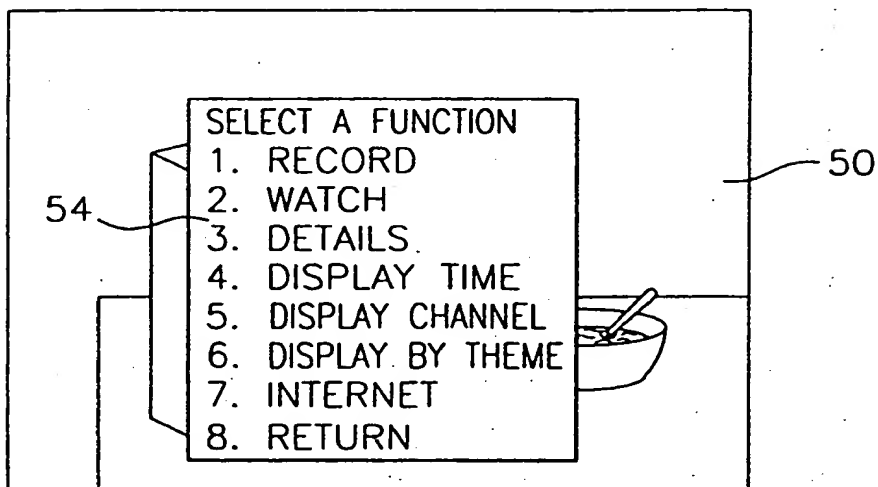 SELECT A FUNCTION
1. RECORD
2. WATCH
3. DETAILS
4. DISPLAY TIME
5. DISPLAY CHANNEL
6. DISPLAY BY THEME
7. INTERNET
8. RETURN
50
54